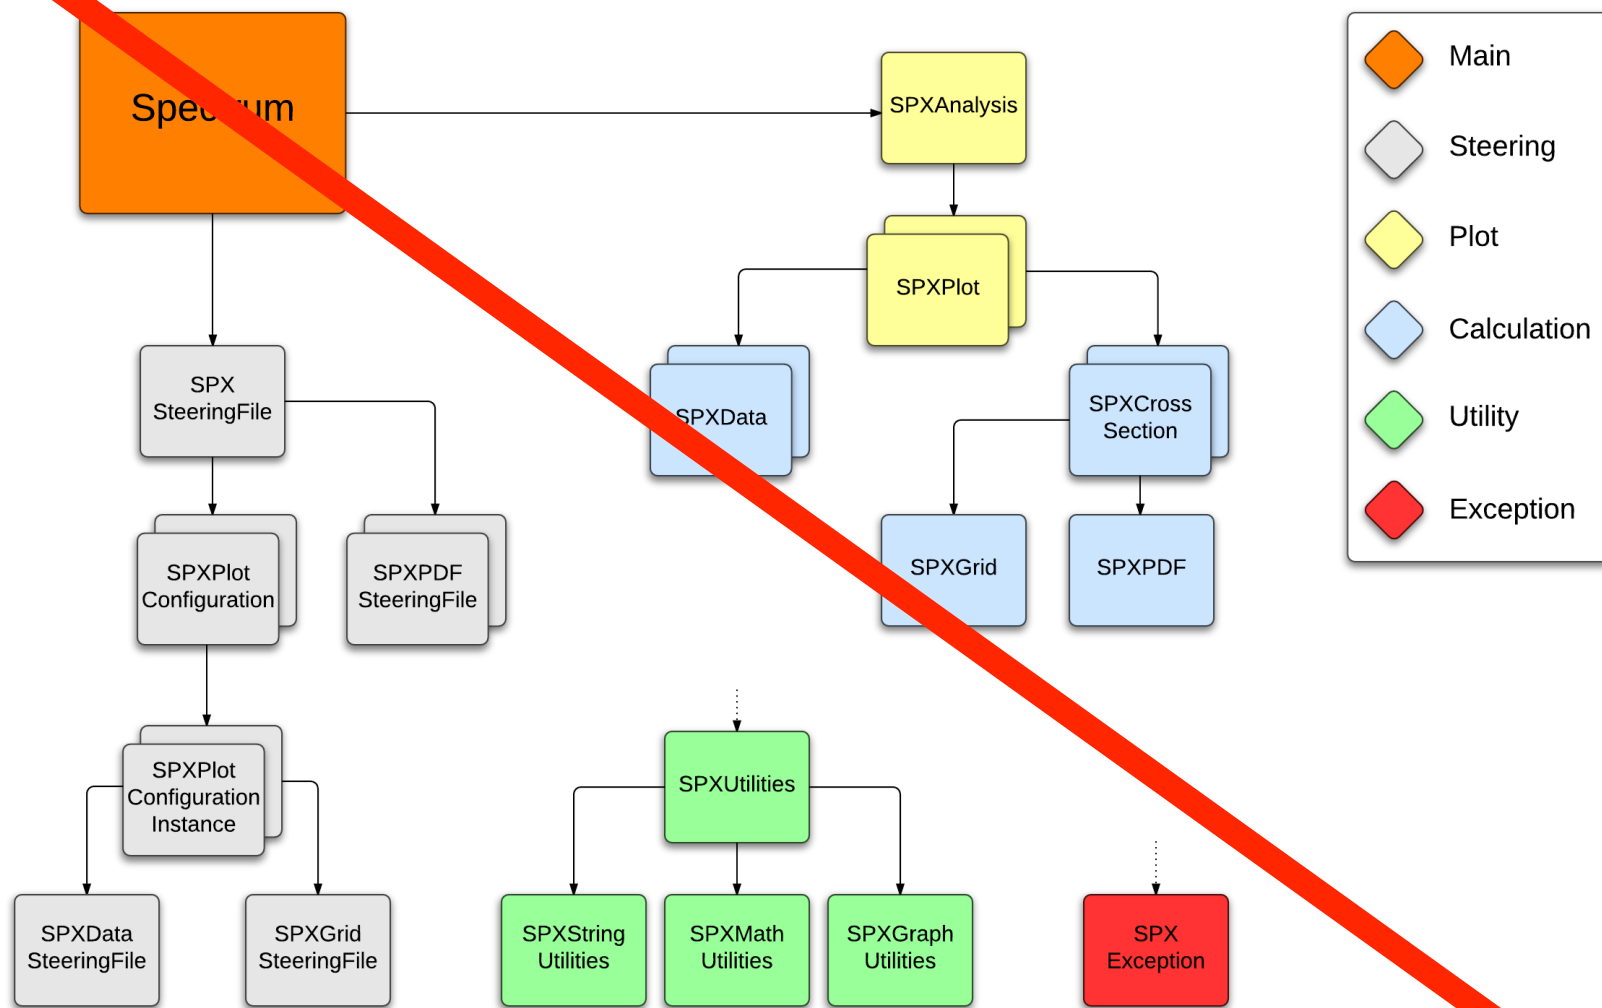 Spectrum
SPXAnalysis
SPXPlot
SPXData
SPXCross
Section
SPXGrid
SPXPDF
SPX
SteeringFile
SPXPlot
Configuration
SPXPDF
SteeringFile
SPXPlot
Configuration
Instance
SPXData
SteeringFile
SPXGrid
SteeringFile
SPXUtilities
SPXString
Utilities
SPXMath
Utilities
SPXGraph
Utilities
SPX
Exception
Main
Steering
Plot
Calculation
Utility
Exception